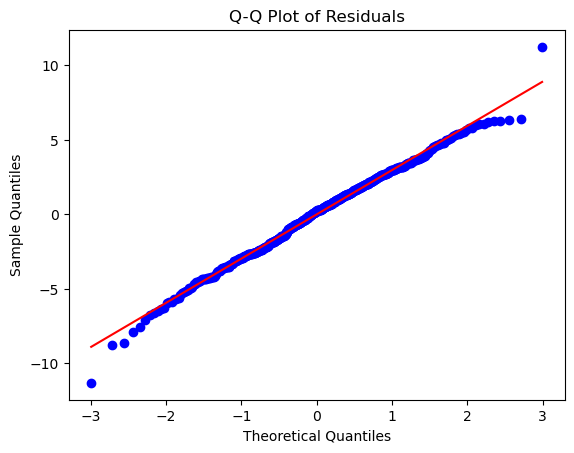 Q-Q Plot of Residuals
Sample Quantiles
10
5
0
−5
−10
−3 −2 −1 0 1 2 3
Theoretical Quantiles